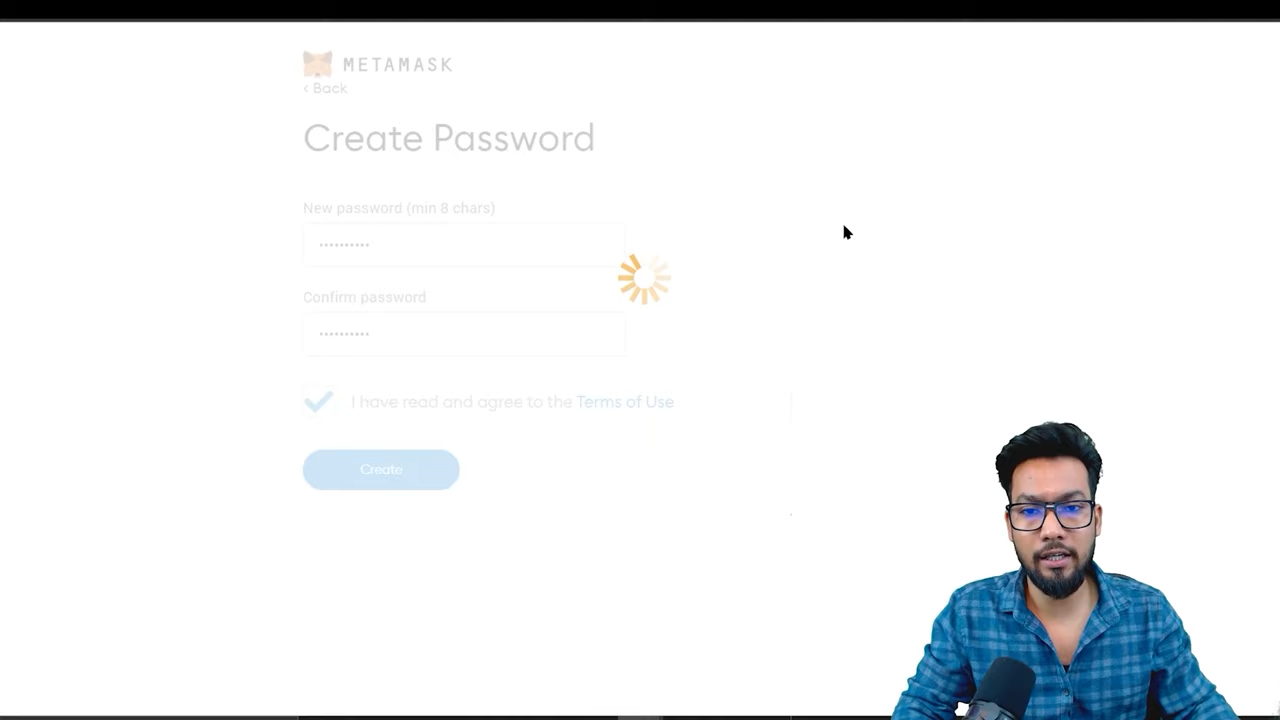 METAMASK
< Back
Create Password
New password (min 8 chars)
••••••••••
Confirm password
••••••••••
I have read and agree to the Terms of Use
Create